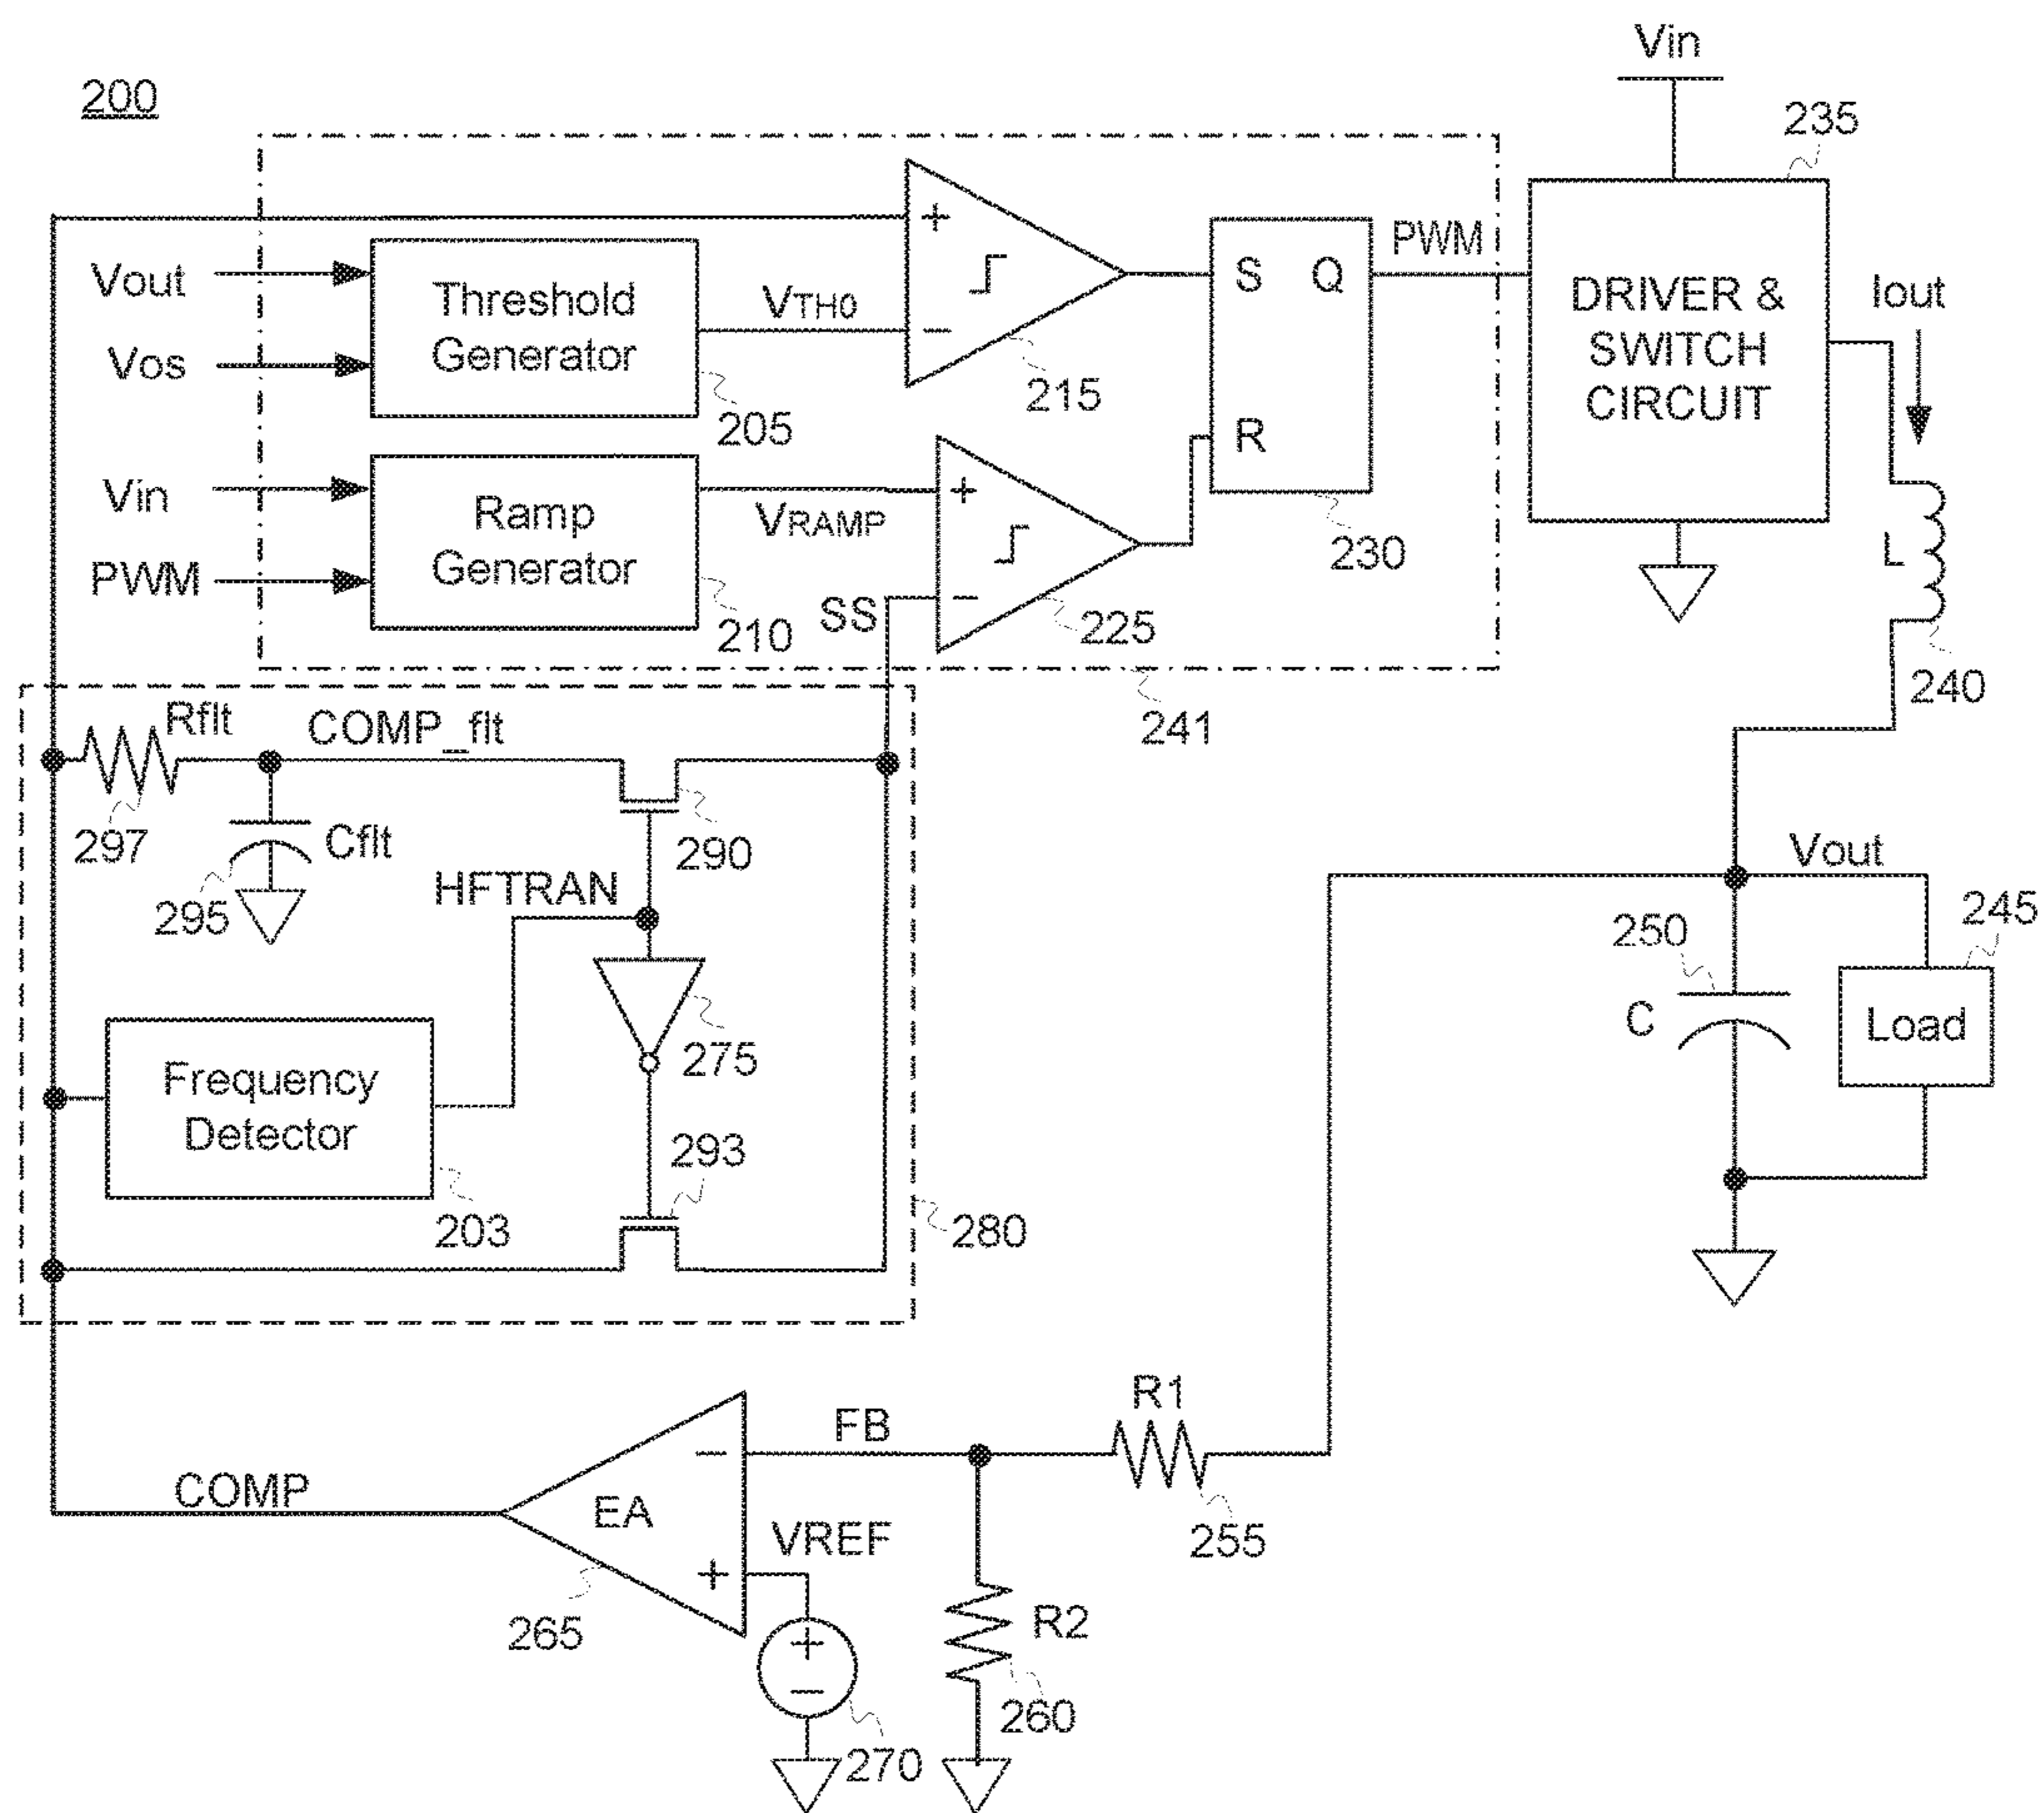 200
Vin
235
Vout
Vos
Threshold
Generator
205
VTH0
+
−
215
S
Q
R
230
PWM
DRIVER &
SWITCH
CIRCUIT
Iout
Vin
PWM
Ramp
Generator
210
VRAMP
SS
+
−
225
241
L
240
Rflt
297
COMP_flt
Cflt
295
290
HFTRAN
275
Frequency
Detector
203
293
280
Vout
250
C
245
Load
COMP
EA
−
+
265
FB
VREF
+
−
270
R1
255
R2
260